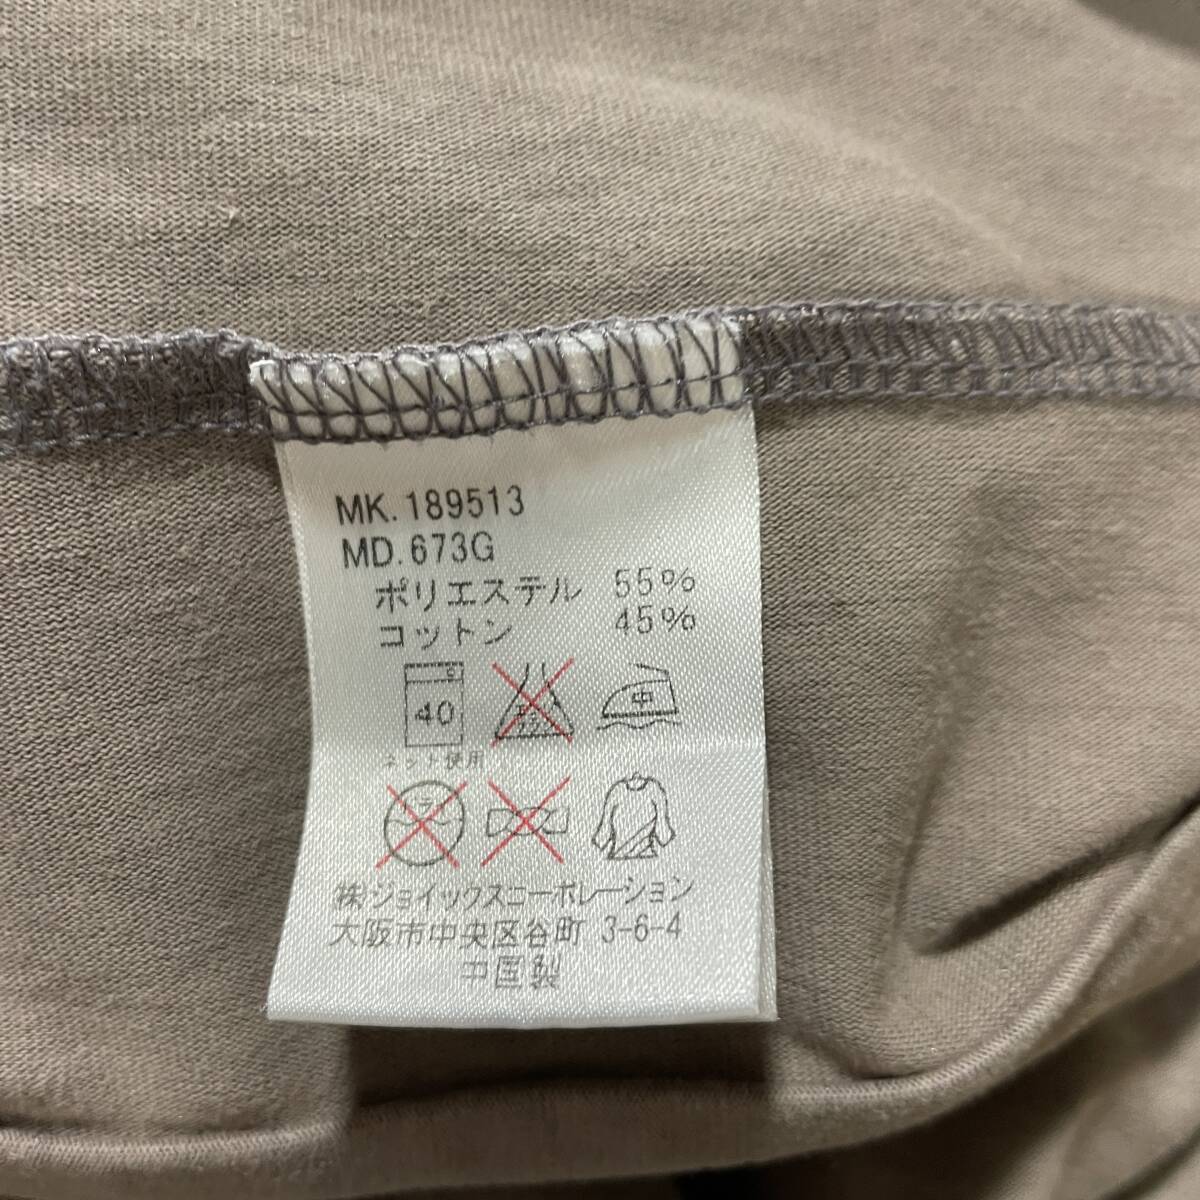 MK. 189513
MD. 673G
ポリエステル 55%
コットン 45%
40
中
ネット使用
㈱ジョイックスコーポレーション
大阪市中央区谷町 3-6-4
中国製